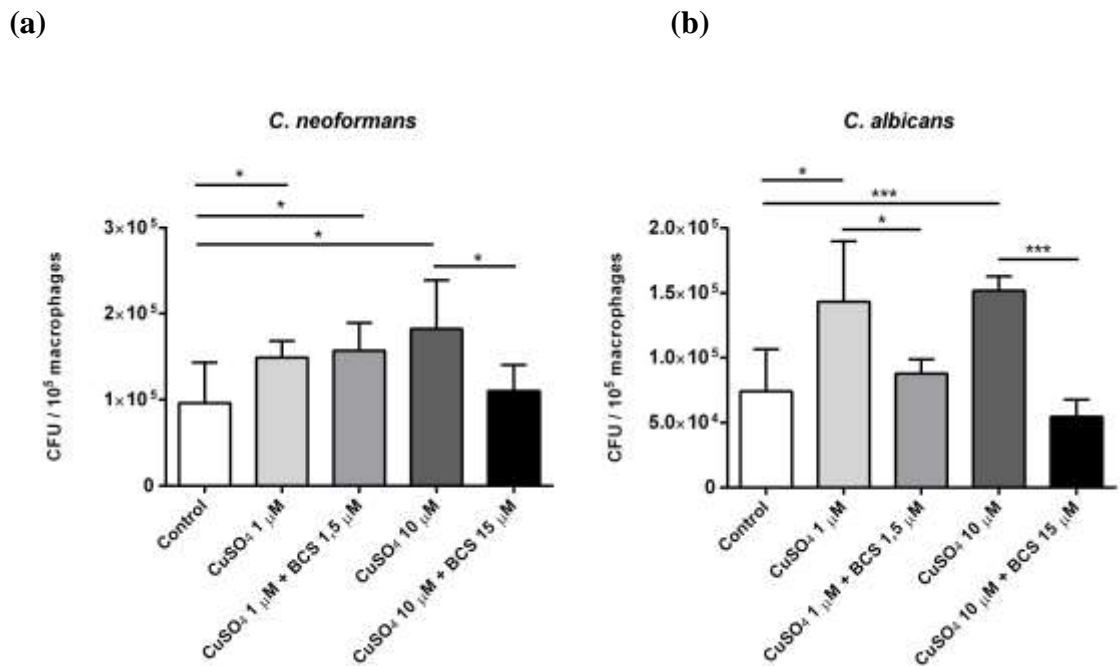 (a)
C. neoformans
*
*
*
*
3×10⁵
2×10⁵
1×10⁵
0
CFU / 10⁵ macrophages
Control
CuSO₄ 1 μM
CuSO₄ 1 μM + BCS 1,5 μM
CuSO₄ 10 μM
CuSO₄ 10 μM + BCS 15 μM
(b)
C. albicans
*
***
*
***
2.0×10⁵
1.5×10⁵
1.0×10⁵
5.0×10⁴
0
CFU / 10⁵ macrophages
Control
CuSO₄ 1 μM
CuSO₄ 1 μM + BCS 1,5 μM
CuSO₄ 10 μM
CuSO₄ 10 μM + BCS 15 μM